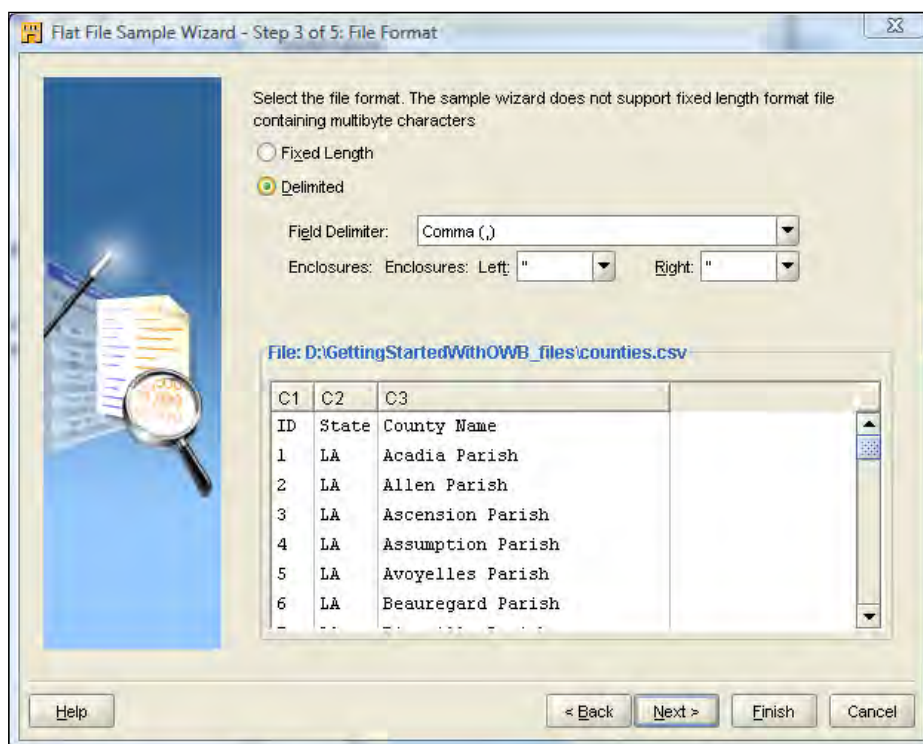 Flat File Sample Wizard - Step 3 of 5: File Format
Select the file format. The sample wizard does not support fixed length format file
containing multibyte characters
Fixed Length
Delimited
Field Delimiter: Comma (,)
Enclosures: Enclosures: Left: " Right: "
File: D:\GettingStartedWithOWB_files\counties.csv
C1 C2 C3
ID State County Name
1 LA Acadia Parish
2 LA Allen Parish
3 LA Ascension Parish
4 LA Assumption Parish
5 LA Avoyelles Parish
6 LA Beauregard Parish
Help < Back Next > Finish Cancel